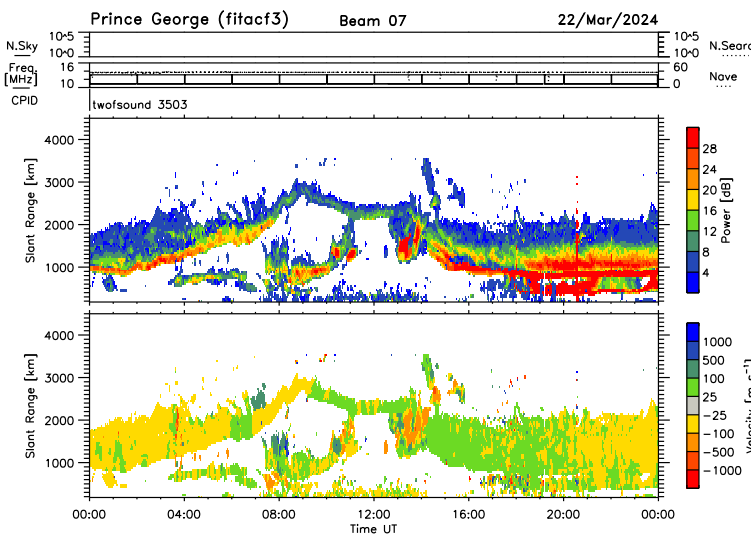 Prince George (fitacf3) Beam 07 22/Mar/2024
N.Sky 10^5 10^0 10^5 10^0 N.Sear
Freq. [MHz] 16 10 60 0 Nave
CPID twofsound 3503
Slant Range [km] 4000 3000 2000 1000
28 24 20 16 12 8 4 Power [dB]
Slant Range [km] 4000 3000 2000 1000
1000 500 100 25 -25 -100 -500 -1000
00:00 04:00 08:00 12:00 16:00 20:00 00:00
Time UT